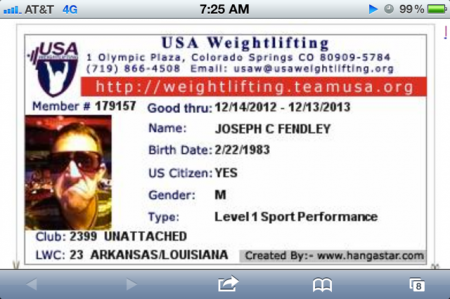 AT&T 4G 7:25 AM 99%
USA
WEIGHTLIFTING
USA Weightlifting
1 Olympic Plaza, Colorado Springs CO 80909-5784
(719) 866-4508 Email: usaw@usaweightlifting.org
http://weightlifting.teamusa.org
Member # 179157 Good thru: 12/14/2012 - 12/13/2013
Name: JOSEPH C FENDLEY
Birth Date: 2/22/1983
US Citizen: YES
Gender: M
Type: Level 1 Sport Performance
Club: 2399 UNATTACHED
LWC: 23 ARKANSAS/LOUISIANA Created By:- www.hangastar.com
8